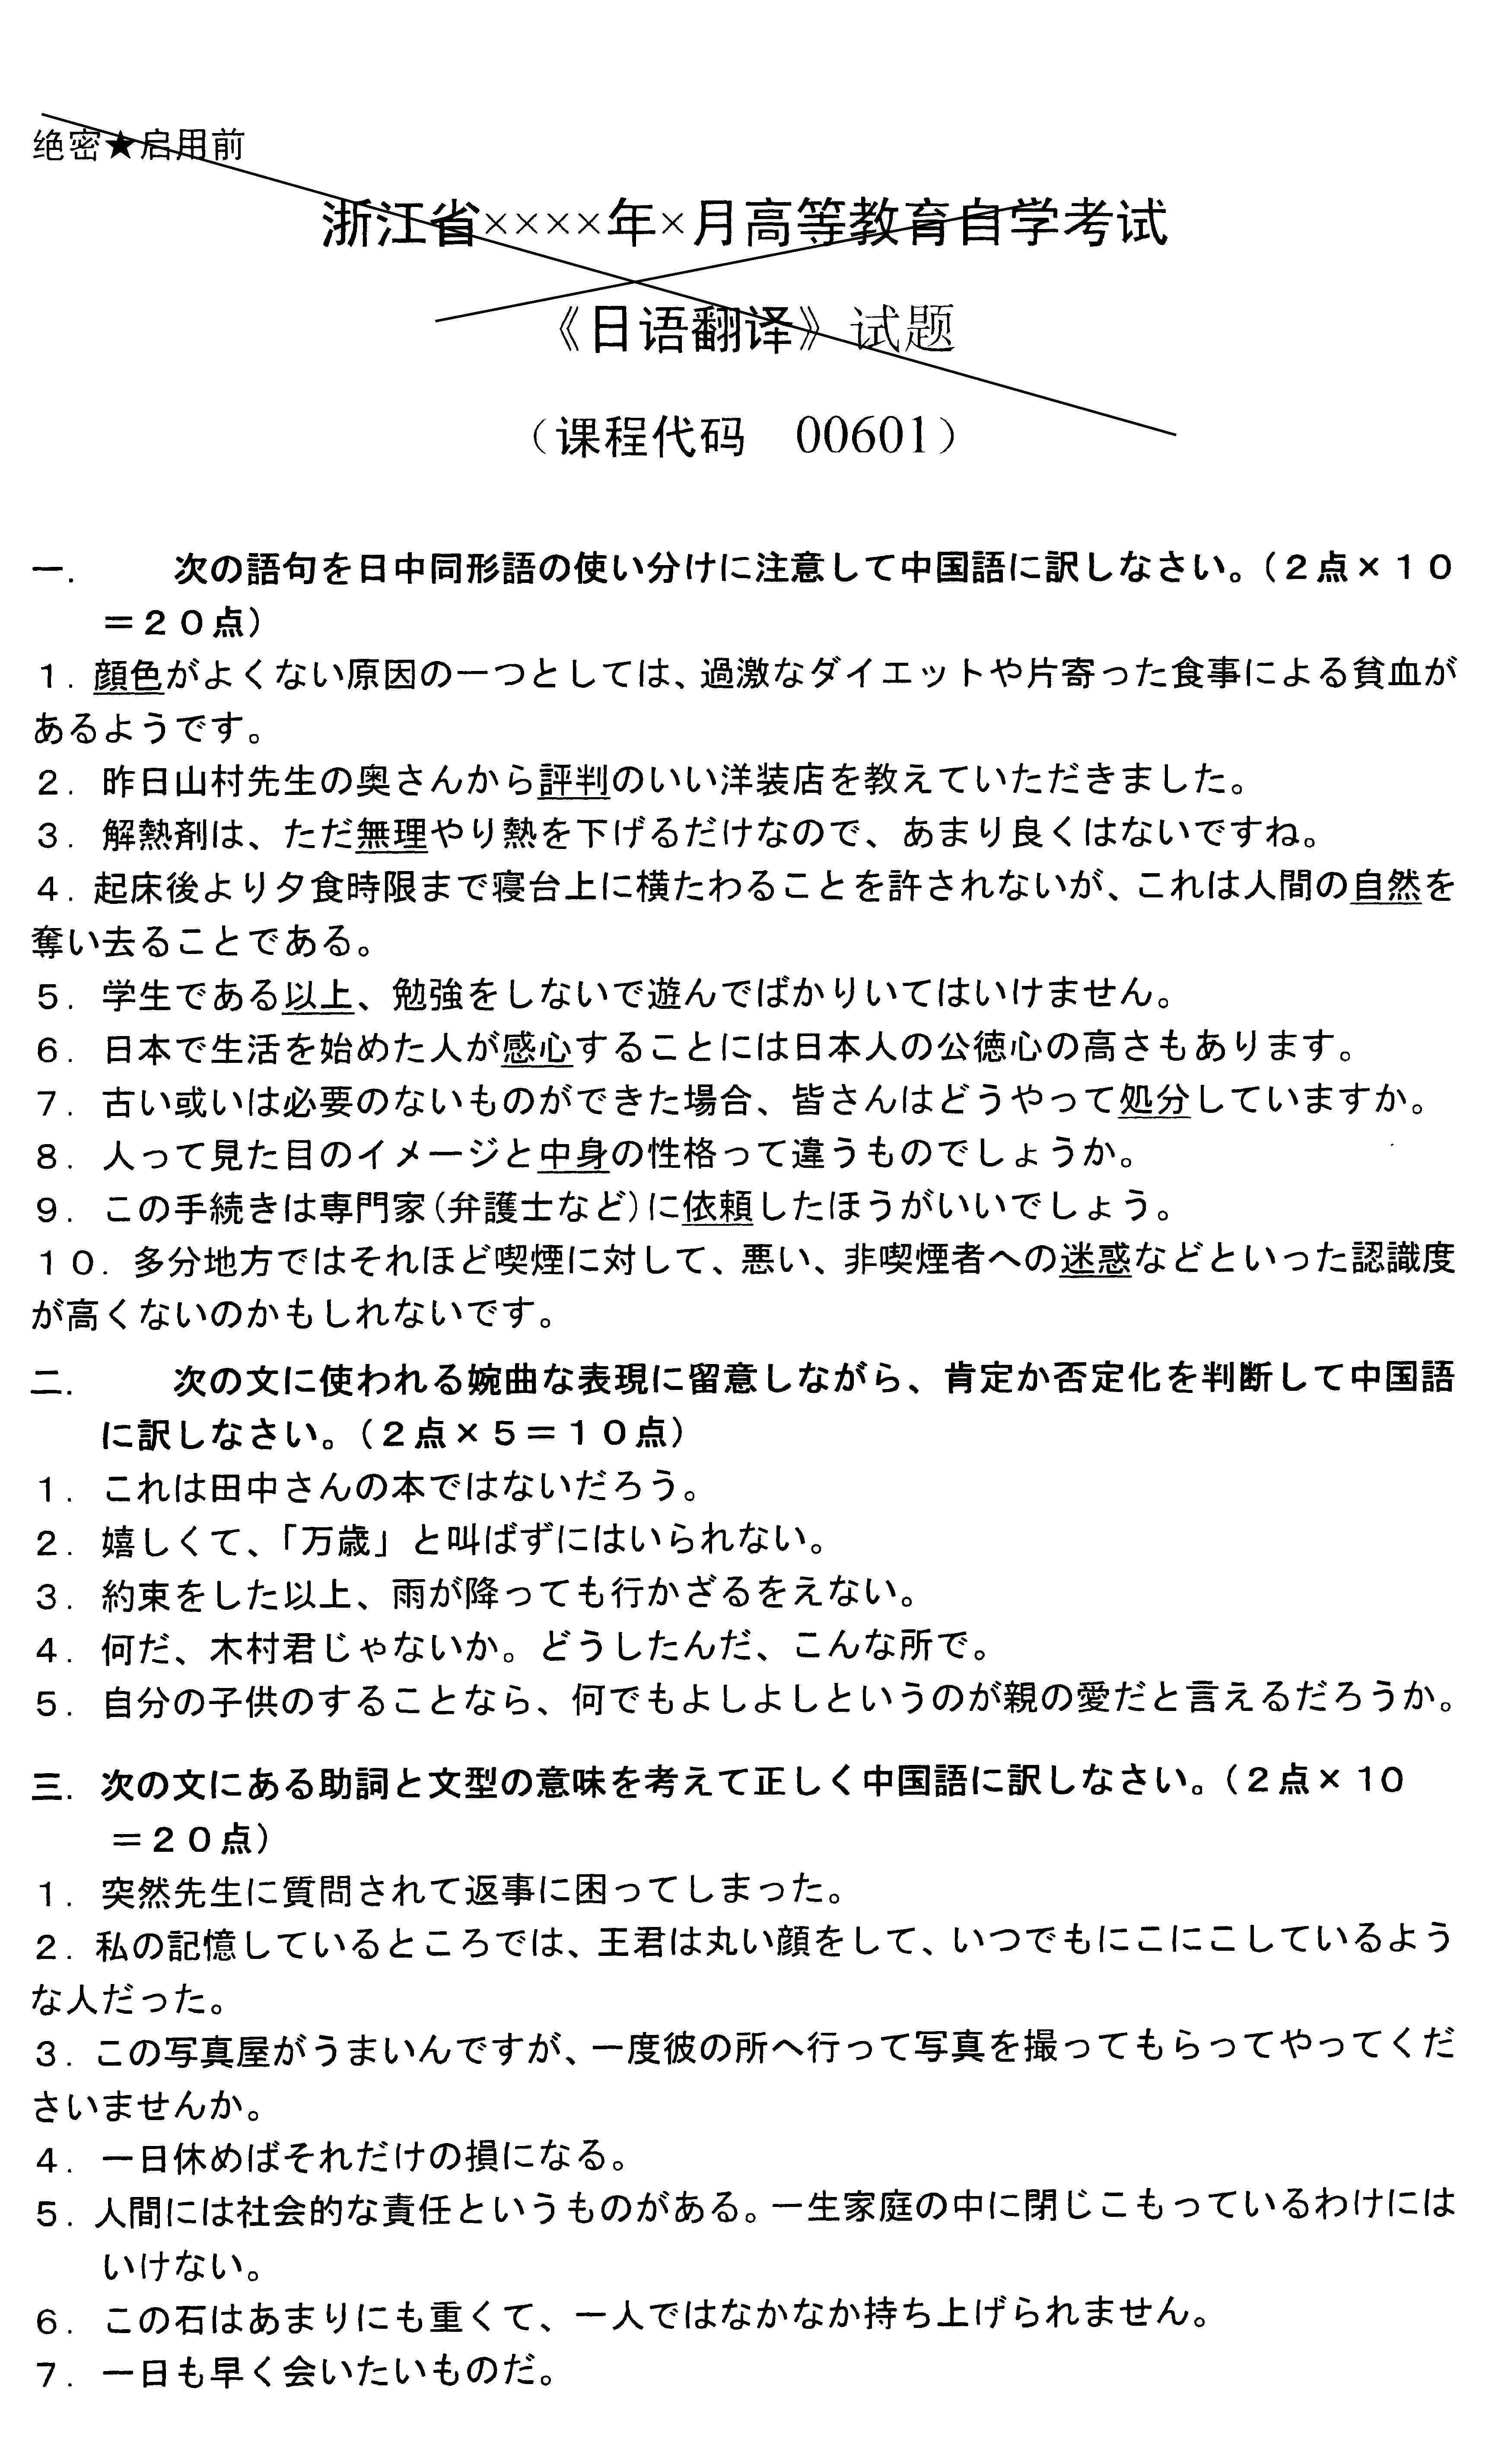 绝密★启用前
浙江省××××年×月高等教育自学考试
《日语翻译》试题
（课程代码　00601）
一．　次の語句を日中同形語の使い分けに注意して中国語に訳しなさい。（２点×１０
＝２０点）
１．顔色がよくない原因の一つとしては、過激なダイエットや片寄った食事による貧血が
あるようです。
２．昨日山村先生の奥さんから評判のいい洋装店を教えていただきました。
３．解熱剤は、ただ無理やり熱を下げるだけなので、あまり良くはないですね。
４．起床後より夕食時限まで寝台上に横たわることを許されないが、これは人間の自然を
奪い去ることである。
５．学生である以上、勉強をしないで遊んでばかりいてはいけません。
６．日本で生活を始めた人が感心することには日本人の公徳心の高さもあります。
７．古い或いは必要のないものができた場合、皆さんはどうやって処分していますか。
８．人って見た目のイメージと中身の性格って違うものでしょうか。
９．この手続きは専門家（弁護士など）に依頼したほうがいいでしょう。
１０．多分地方ではそれほど喫煙に対して、悪い、非喫煙者への迷惑などといった認識度
が高くないのかもしれないです。
二．　次の文に使われる婉曲な表現に留意しながら、肯定か否定化を判断して中国語
に訳しなさい。（２点×５＝１０点）
１．これは田中さんの本ではないだろう。
２．嬉しくて、「万歳」と叫ばずにはいられない。
３．約束をした以上、雨が降っても行かざるをえない。
４．何だ、木村君じゃないか。どうしたんだ、こんな所で。
５．自分の子供のすることなら、何でもよしよしというのが親の愛だと言えるだろうか。
三．次の文にある助詞と文型の意味を考えて正しく中国語に訳しなさい。（２点×10
＝２０点）
１．突然先生に質問されて返事に困ってしまった。
２．私の記憶しているところでは、王君は丸い顔をして、いつでもにこにこしているよう
な人だった。
３．この写真屋がうまいんですが、一度彼の所へ行って写真を撮ってもらってやってくだ
さいませんか。
４．一日休めばそれだけの損になる。
５．人間には社会的な責任というものがある。一生家庭の中に閉じこもっているわけには
いけない。
６．この石はあまりにも重くて、一人ではなかなか持ち上げられません。
７．一日も早く会いたいものだ。